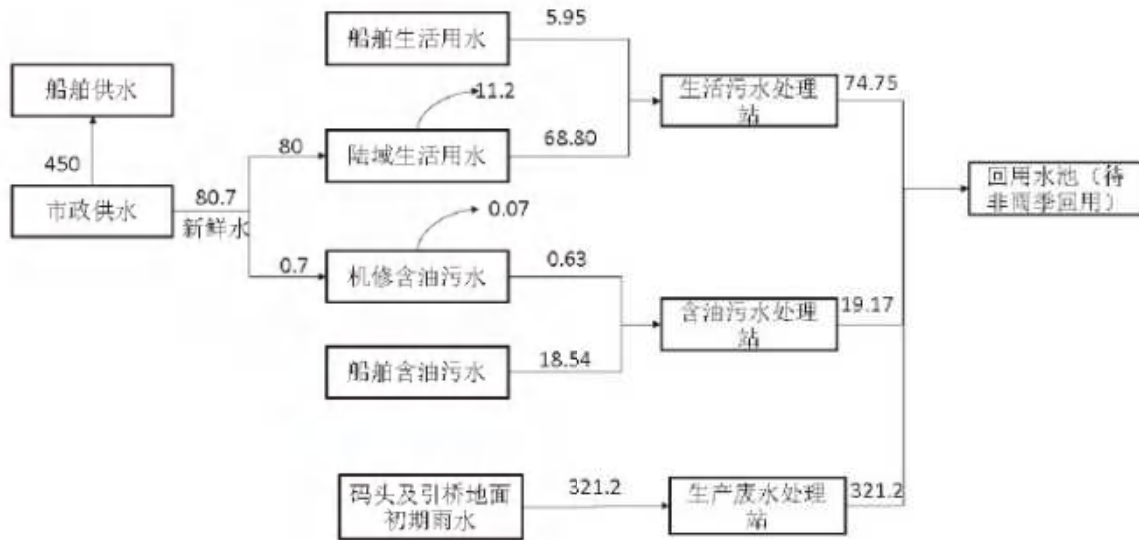 船舶生活用水
5.95
船舶供水
11.2
生活污水处理
站
74.75
450
80
陆域生活用水
68.80
市政供水
80.7
新鲜水
0.07
回用水池（待
非雨季回用）
0.7
机修含油污水
0.63
含油污水处理
站
19.17
船舶含油污水
18.54
码头及引桥地面
初期雨水
321.2
生产废水处理
站
321.2